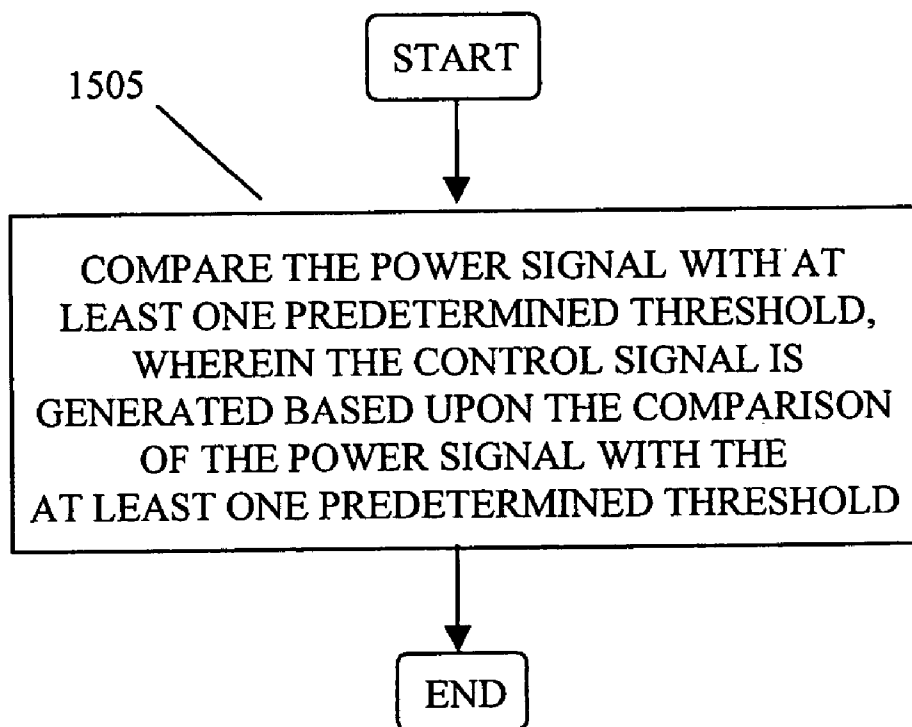 START
1505
COMPARE THE POWER SIGNAL WITH AT
LEAST ONE PREDETERMINED THRESHOLD,
WHEREIN THE CONTROL SIGNAL IS
GENERATED BASED UPON THE COMPARISON
OF THE POWER SIGNAL WITH THE
AT LEAST ONE PREDETERMINED THRESHOLD
END